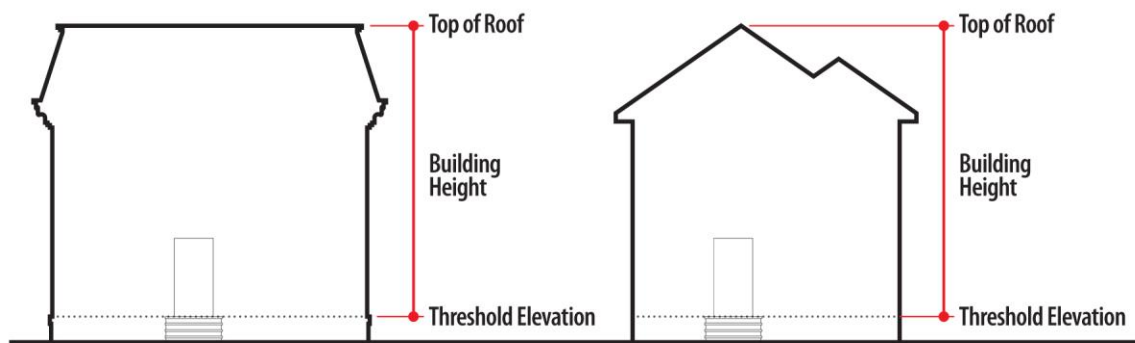 Top of Roof
Building
Height
Threshold Elevation
Top of Roof
Building
Height
Threshold Elevation